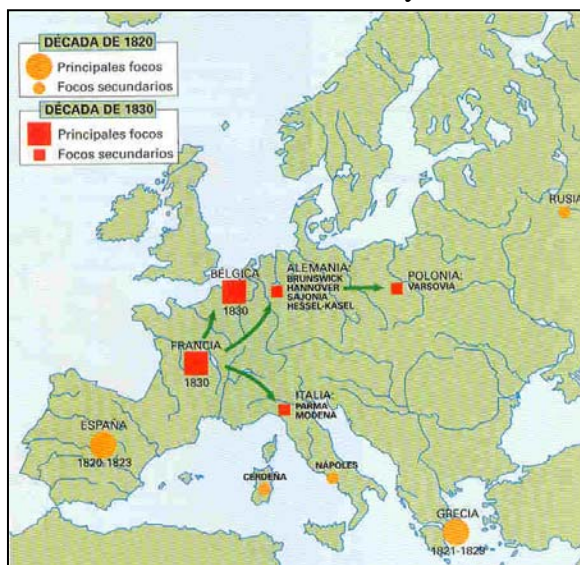 DÉCADA DE 1820
Principales focos
Focos secundarios
DÉCADA DE 1830
Principales focos
Focos secundarios
RUSIA
BÉLGICA
1830
ALEMANIA:
BRUNSWICK
HANNOVER
SAJONIA
HESSEL-KASEL
POLONIA:
VARSOVIA
FRANCIA
1830
ITALIA:
PARMA
MODENA
ESPAÑA
1820-1823
CERDEÑA
NÁPOLES
GRECIA
1821-1829